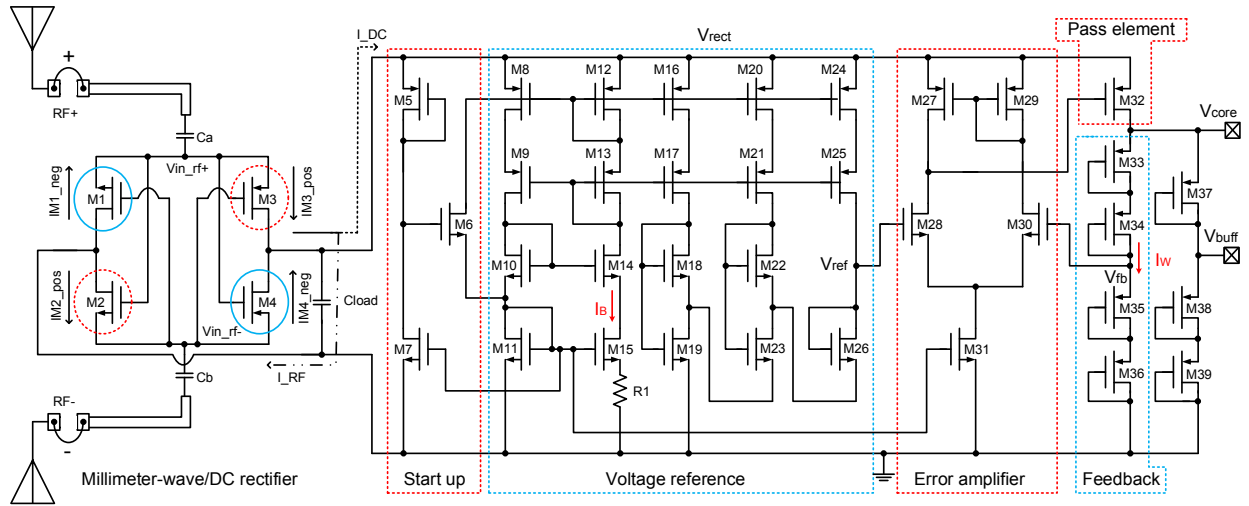 I_DC
Vrect
Pass element
+
RF+
Ca
M5
M8
M12
M16
M20
M24
M27
M29
M32
Vcore
IM1_neg
Vin_rf+
M1
M3
IM3_pos
M9
M13
M17
M21
M25
M33
M37
M6
M28
M30
M34
Vbuff
M10
M14
M18
M22
Vref
IW
IM2_pos
M2
M4
IM4_neg
Cload
Vin_rf-
IB
Vfb
M35
M38
M7
M11
M15
M19
M23
M26
M31
I_RF
Cb
R1
M36
M39
RF-
-
Millimeter-wave/DC rectifier
Start up
Voltage reference
Error amplifier
Feedback